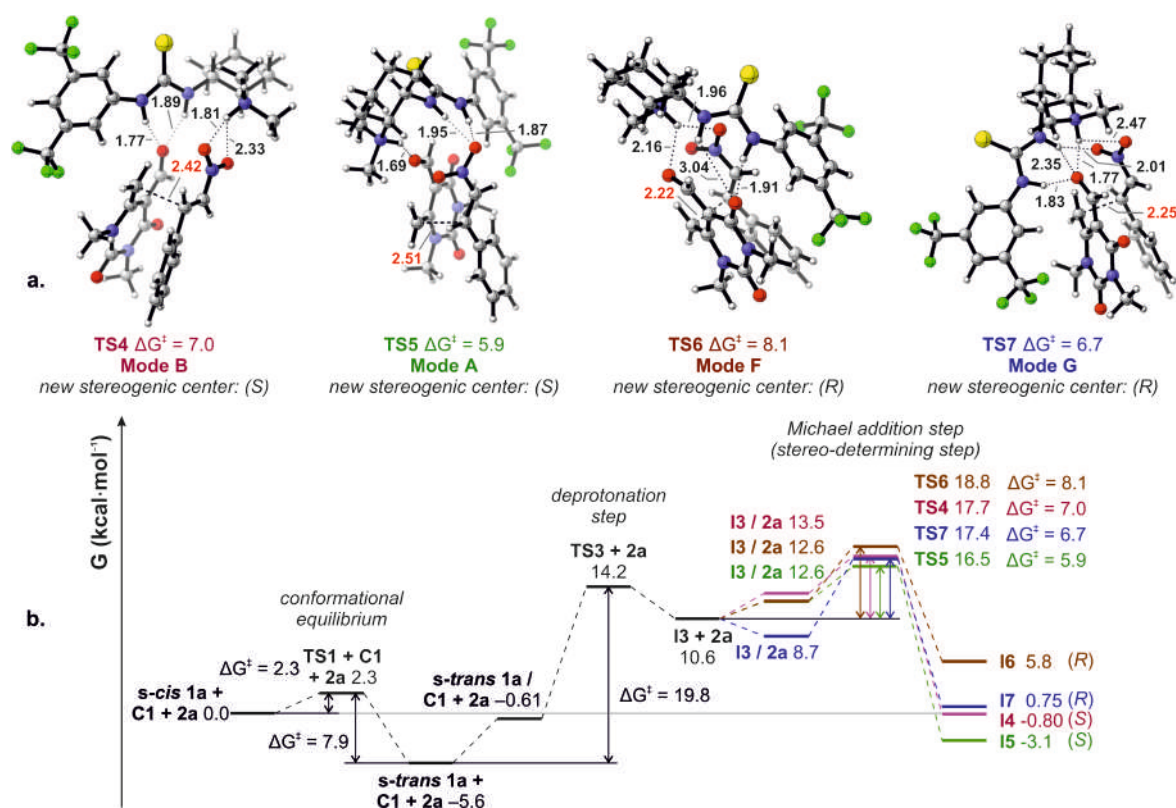 1.89
1.81
1.77
2.33
2.42
1.95
1.87
1.69
2.51
1.96
2.16
3.04
2.22
1.91
2.47
2.35
2.01
1.77
1.83
2.25
a.
TS4 ΔG‡ = 7.0
Mode B
new stereogenic center: (S)
TS5 ΔG‡ = 5.9
Mode A
new stereogenic center: (S)
TS6 ΔG‡ = 8.1
Mode F
new stereogenic center: (R)
TS7 ΔG‡ = 6.7
Mode G
new stereogenic center: (R)
b.
G (kcal·mol⁻¹)
Michael addition step
(stereo-determining step)
deprotonation
step
conformational
equilibrium
TS6 18.8 ΔG‡ = 8.1
TS4 17.7 ΔG‡ = 7.0
TS7 17.4 ΔG‡ = 6.7
TS5 16.5 ΔG‡ = 5.9
I3 / 2a 13.5
I3 / 2a 12.6
I3 / 2a 12.6
TS3 + 2a
14.2
I3 + 2a
10.6
I3 / 2a 8.7
TS1 + C1
+ 2a 2.3
ΔG‡ = 2.3
s-cis 1a +
C1 + 2a 0.0
ΔG‡ = 7.9
s-trans 1a /
C1 + 2a –0.61
ΔG‡ = 19.8
s-trans 1a +
C1 + 2a –5.6
I6 5.8 (R)
I7 0.75 (R)
I4 -0.80 (S)
I5 -3.1 (S)